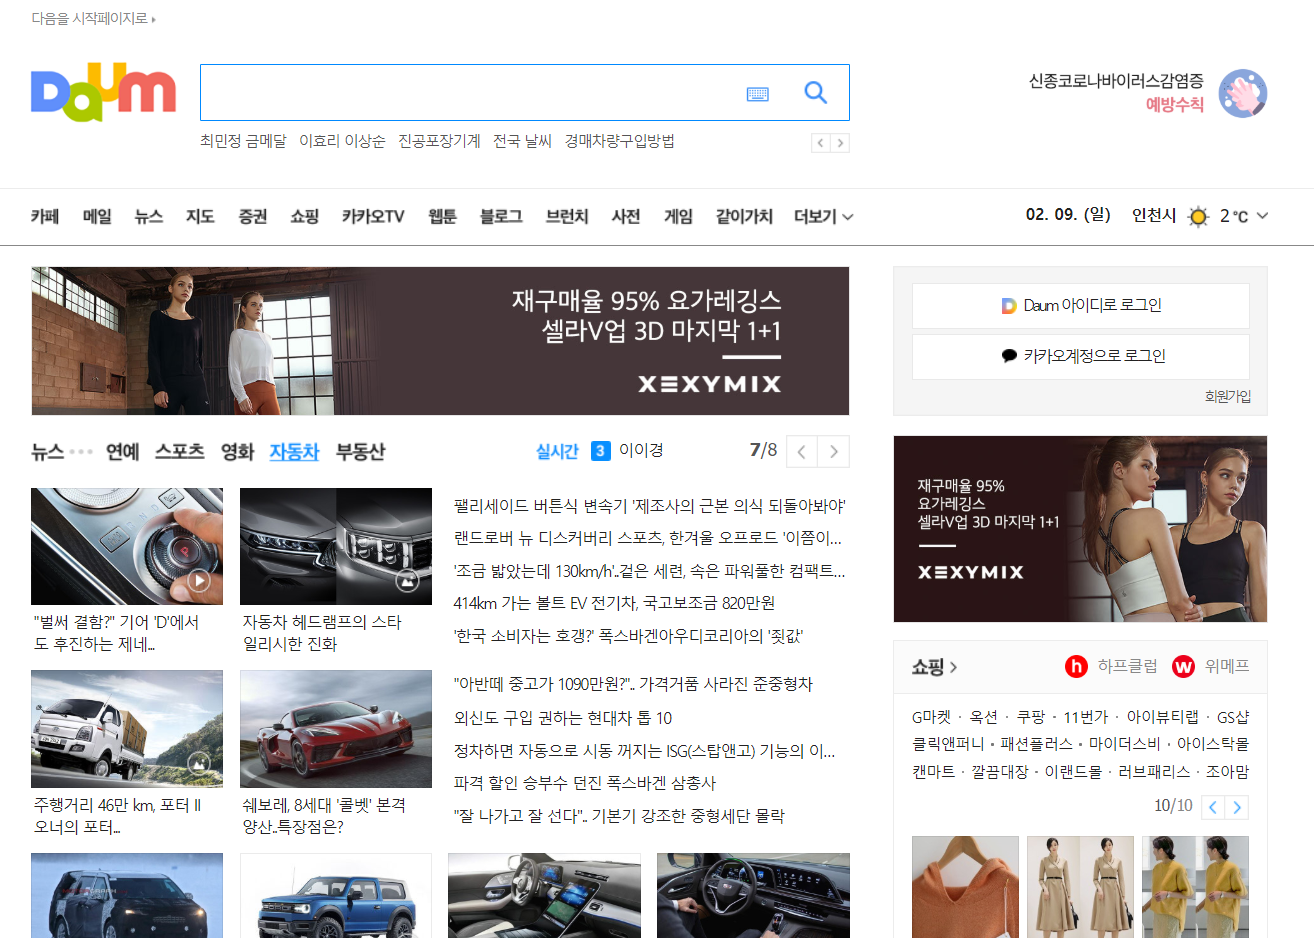 다음을 시작페이지로
Daum
최민정 금메달 이효리 이상순 진공포장기계 전국 날씨 경매차량구입방법
신종코로나바이러스감염증
예방수칙
카페 메일 뉴스 지도 증권 쇼핑 카카오TV 웹툰 블로그 브런치 사전 게임 같이가치 더보기
02. 09. (일) 인천시 2°C
재구매율 95% 요가레깅스
셀라V업 3D 마지막 1+1
XEXYMIX
Daum 아이디로 로그인
카카오계정으로 로그인
회원가입
뉴스 ••• 연예 스포츠 영화 자동차 부동산
실시간 3 이이경 7/8
재구매율 95%
요가레깅스
셀라V업 3D 마지막 1+1
XEXYMIX
"벌써 결함?" 기어 'D'에서
도 후진하는 제네...
자동차 헤드램프의 스타
일리시한 진화
팰리세이드 버튼식 변속기 '제조사의 근본 의식 되돌아봐야'
랜드로버 뉴 디스커버리 스포츠, 한겨울 오프로드 '이쯤이...
'조금 밟았는데 130km/h'..겉은 세련, 속은 파워풀한 컴팩트...
414km 가는 볼트 EV 전기차, 국고보조금 820만원
'한국 소비자는 호갱?' 폭스바겐아우디코리아의 '죗값'
주행거리 46만 km, 포터 II
오너의 포터...
쉐보레, 8세대 '콜벳' 본격
양산..특장점은?
"아반떼 중고가 1090만원?".. 가격거품 사라진 준중형차
외신도 구입 권하는 현대차 톱 10
정차하면 자동으로 시동 꺼지는 ISG(스탑앤고) 기능의 이...
파격 할인 승부수 던진 폭스바겐 삼총사
"잘 나가고 잘 선다".. 기본기 강조한 중형세단 몰락
쇼핑 h 하프클럽 w 위메프
G마켓 · 옥션 · 쿠팡 · 11번가 · 아이뷰티랩 · GS샵
클릭앤퍼니 · 패션플러스 · 마이더스비 · 아이스탁몰
캔마트 · 깔끔대장 · 이랜드몰 · 러브패리스 · 조아맘
10/10